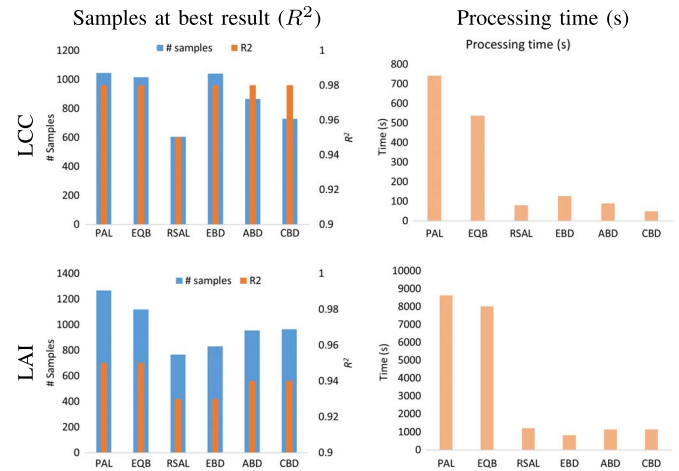 Samples at best result (R²)
Processing time (s)
LCC
# samples
R2
# Samples
1200
1000
800
600
400
200
0
1
0.98
0.96
0.94
0.92
0.9
R²
PAL EQB RSAL EBD ABD CBD
Processing time (s)
Time (s)
800
700
600
500
400
300
200
100
0
PAL EQB RSAL EBD ABD CBD
LAI
# samples
R2
# Samples
1400
1200
1000
800
600
400
200
0
1
0.98
0.96
0.94
0.92
0.9
R²
PAL EQB RSAL EBD ABD CBD
Time (s)
10000
9000
8000
7000
6000
5000
4000
3000
2000
1000
0
PAL EQB RSAL EBD ABD CBD